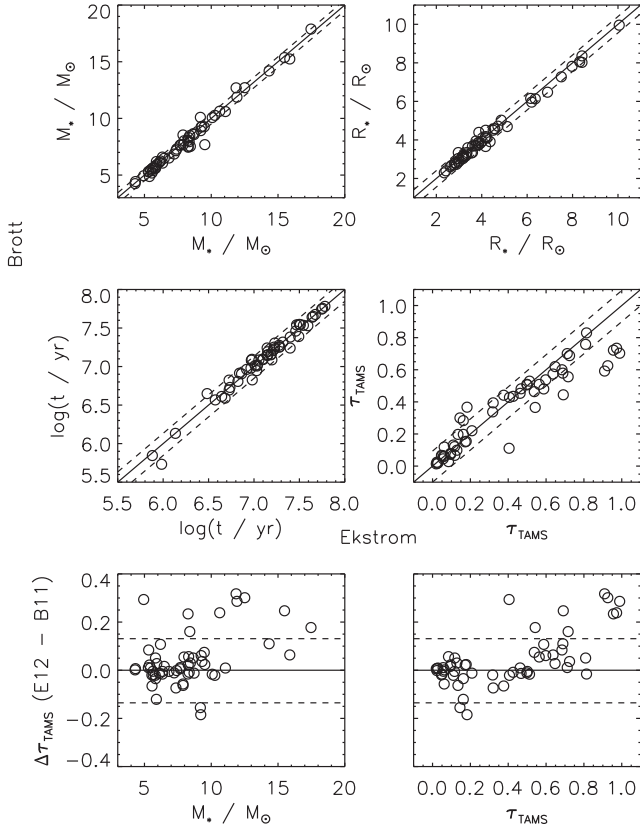 Brott
M* / M☉
20
15
10
5
5 10 15 20
M* / M☉
R* / R☉
10
8
6
4
2
2 4 6 8 10
R* / R☉
log(t / yr)
8.0
7.5
7.0
6.5
6.0
5.5
5.5 6.0 6.5 7.0 7.5 8.0
log(t / yr)
τTAMS
1.0
0.8
0.6
0.4
0.2
0.0
0.0 0.2 0.4 0.6 0.8 1.0
τTAMS
Ekstrom
ΔτTAMS (E12 − B11)
0.4
0.2
0.0
−0.2
−0.4
5 10 15 20
M* / M☉
0.0 0.2 0.4 0.6 0.8 1.0
τTAMS